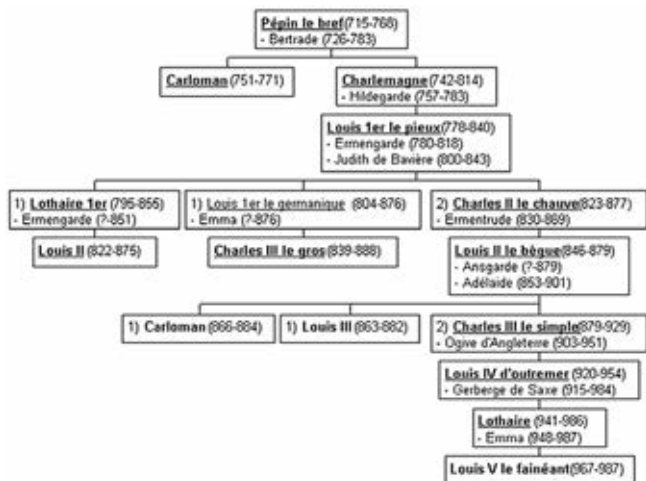 Pépin le bref (715-768)
- Bertrade (726-783)
Carloman (751-771)
Charlemagne (742-814)
- Hildegarde (757-783)
Louis 1er le pieux (778-840)
- Ermengarde (780-818)
- Judith de Bavière (800-843)
1) Lothaire 1er (795-855)
- Ermengarde (?-851)
1) Louis 1er le germanique (804-876)
- Emma (?-876)
2) Charles II le chauve(823-877)
- Ermentrude (830-869)
Louis II (822-875)
Charles III le gros (839-888)
Louis II le bègue(846-879)
- Ansgarde (?-879)
- Adélaide (853-901)
1) Carloman (866-884)
1) Louis III (863-882)
2) Charles III le simple(879-929)
- Ogive d'Angleterre (903-951)
Louis IV d'outremer (920-954)
- Gerberge de Saxe (915-984)
Lothaire (941-986)
- Emma (948-987)
Louis V le fainéant(967-987)